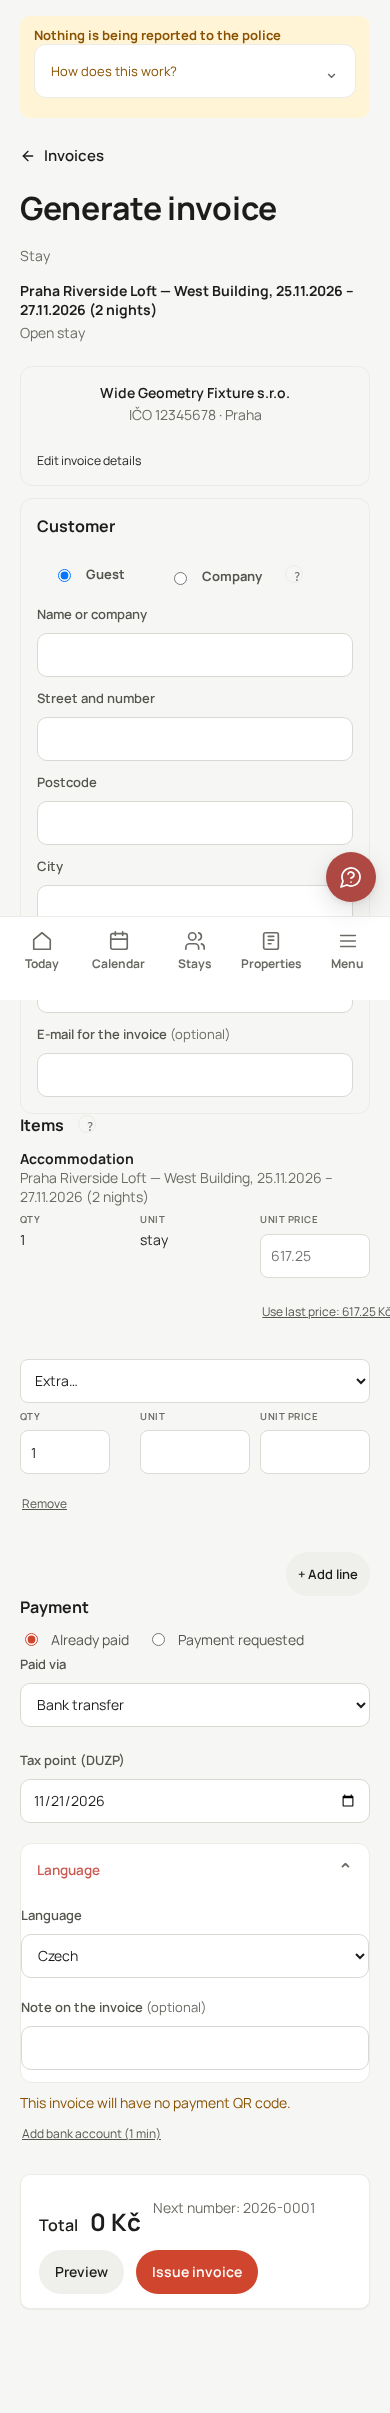 Nothing is being reported to the police
How does this work?
Invoices
Generate invoice
Stay
Praha Riverside Loft — West Building, 25.11.2026 –
27.11.2026 (2 nights)
Open stay
Wide Geometry Fixture s.r.o.
IČO 12345678 · Praha
Edit invoice details
Customer
Guest
Company
?
Name or company
Street and number
Postcode
City
Today
Calendar
Stays
Properties
Menu
E-mail for the invoice (optional)
Items
?
Accommodation
Praha Riverside Loft — West Building, 25.11.2026 –
27.11.2026 (2 nights)
QTY
UNIT
UNIT PRICE
1
stay
617.25
Use last price: 617.25 Kč
Extra...
QTY
UNIT
UNIT PRICE
1
Remove
+ Add line
Payment
Already paid
Payment requested
Paid via
Bank transfer
Tax point (DUZP)
11/21/2026
Language
Language
Czech
Note on the invoice (optional)
This invoice will have no payment QR code.
Add bank account (1 min)
Total 0 Kč
Next number: 2026-0001
Preview
Issue invoice